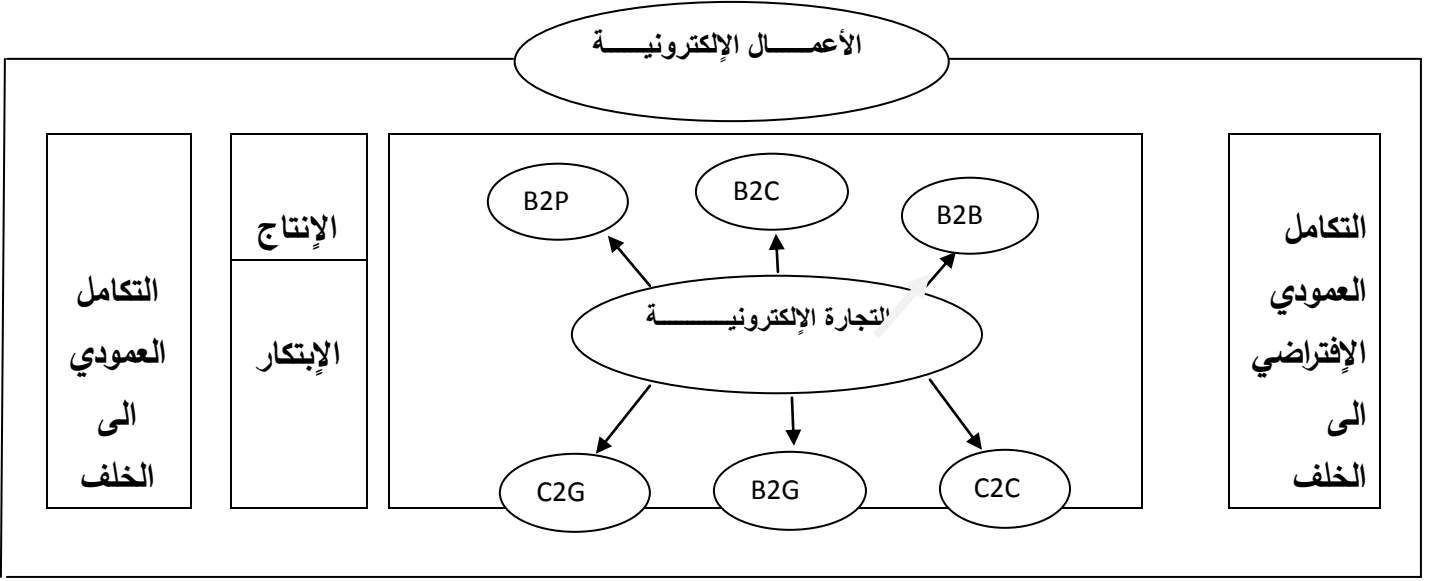 الأعمـــــال الإلكترونيـــــة
التكامل
العمودي
الإفتراضي
الى
الخلف
B2B
B2C
B2P
التجارة الإلكترونيـــــــــة
C2C
B2G
C2G
الإنتاج
الإبتكار
التكامل
العمودي
الى
الخلف